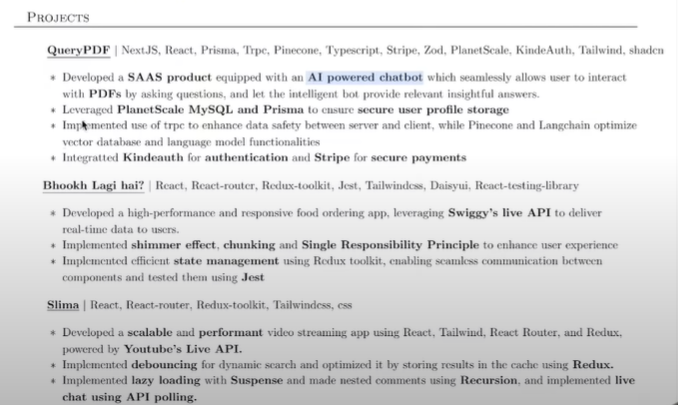 PROJECTS
QueryPDF | NextJS, React, Prisma, Trpc, Pinecone, Typescript, Stripe, Zod, PlanetScale, KindeAuth, Tailwind, shadcn
* Developed a SAAS product equipped with an AI powered chatbot which seamlessly allows user to interact
with PDFs by asking questions, and let the intelligent bot provide relevant insightful answers.
* Leveraged PlanetScale MySQL and Prisma to ensure secure user profile storage
* Implemented use of trpc to enhance data safety between server and client, while Pinecone and Langchain optimize
vector database and language model functionalities
* Integratted Kindeauth for authentication and Stripe for secure payments
Bhookh Lagi hai? | React, React-router, Redux-toolkit, Jest, Tailwindcss, Daisyui, React-testing-library
* Developed a high-performance and responsive food ordering app, leveraging Swiggy's live API to deliver
real-time data to users.
* Implemented shimmer effect, chunking and Single Responsibility Principle to enhance user experience
* Implemented efficient state management using Redux toolkit, enabling seamless communication between
components and tested them using Jest
Slima | React, React-router, Redux-toolkit, Tailwindcss, css
* Developed a scalable and performant video streaming app using React, Tailwind, React Router, and Redux,
powered by Youtube's Live API.
* Implemented debouncing for dynamic search and optimized it by storing results in the cache using Redux.
* Implemented lazy loading with Suspense and made nested comments using Recursion, and implemented live
chat using API polling.